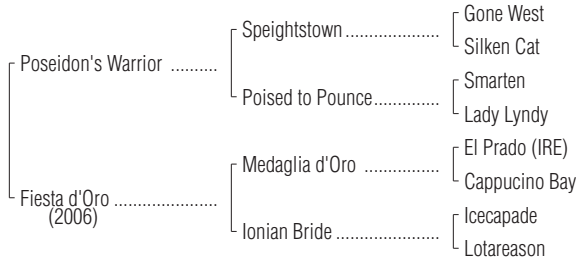 Gone West
Speightstown ....................
Silken Cat
Poseidon's Warrior ..........
Smarten
Poised to Pounce..............
Lady Lyndy
El Prado (IRE)
Medaglia d'Oro ................
Cappucino Bay
Fiesta d'Oro ......................
(2006)
Icecapade
Ionian Bride ......................
Lotareason